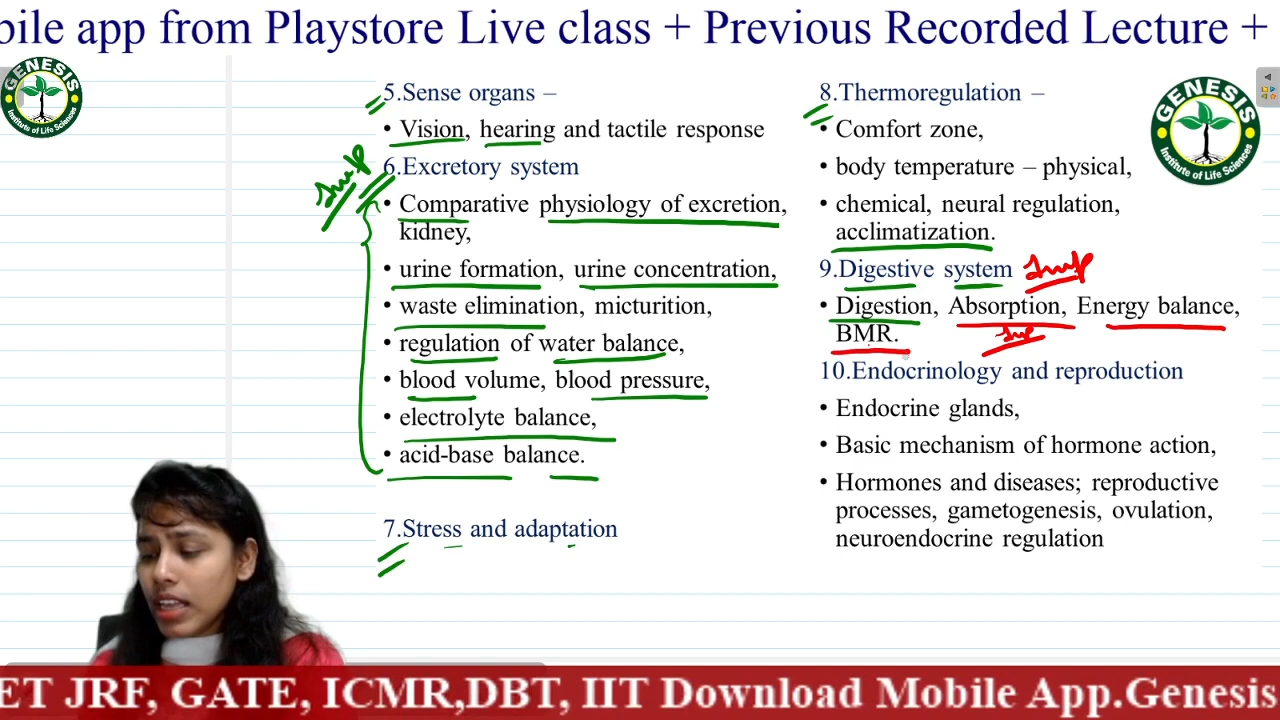 bile app from Playstore Live class + Previous Recorded Lecture +
GENESIS
Institute of Life Sciences
5.Sense organs –
• Vision, hearing and tactile response
Imp
6.Excretory system
• Comparative physiology of excretion,
kidney,
• urine formation, urine concentration,
• waste elimination, micturition,
• regulation of water balance,
• blood volume, blood pressure,
• electrolyte balance,
• acid-base balance.
7.Stress and adaptation
8.Thermoregulation –
• Comfort zone,
• body temperature – physical,
• chemical, neural regulation,
acclimatization.
9.Digestive system Imp
• Digestion, Absorption, Energy balance,
BMR. Imp
10.Endocrinology and reproduction
• Endocrine glands,
• Basic mechanism of hormone action,
• Hormones and diseases; reproductive
processes, gametogenesis, ovulation,
neuroendocrine regulation
GENESIS
Institute of Life Sciences
ET JRF, GATE, ICMR,DBT, IIT Download Mobile App.Genesis